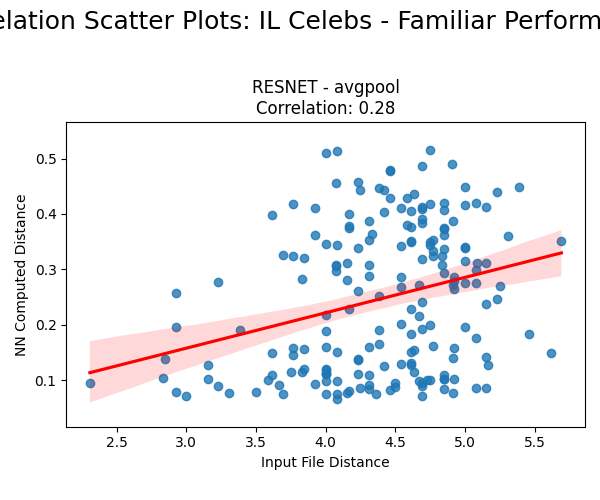 elation Scatter Plots: IL Celebs - Familiar Perform
RESNET - avgpool
Correlation: 0.28
NN Computed Distance
0.5
0.4
0.3
0.2
0.1
2.5 3.0 3.5 4.0 4.5 5.0 5.5
Input File Distance